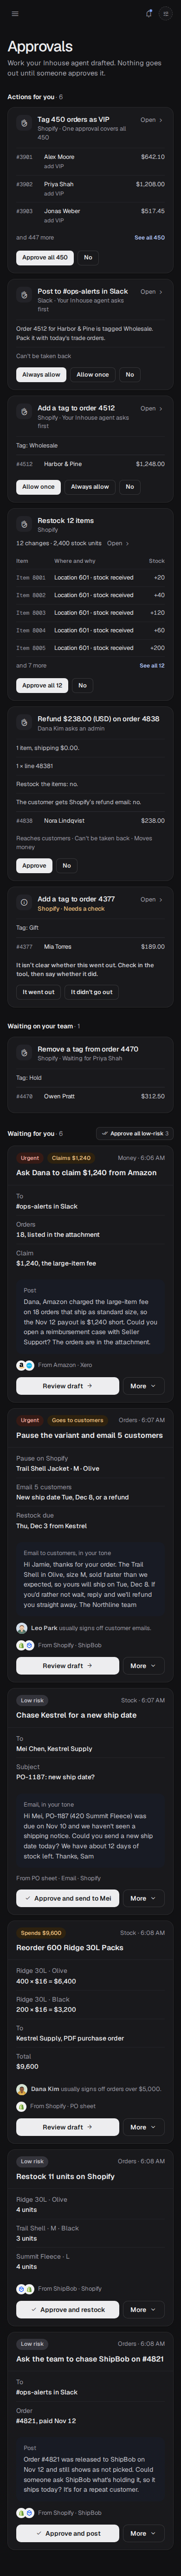 Approvals
Work your Inhouse agent drafted. Nothing goes
out until someone approves it.
Actions for you · 6
Tag 450 orders as VIP
Open
Shopify · One approval covers all
450
#3901 Alex Moore $642.10
add VIP
#3902 Priya Shah $1,208.00
add VIP
#3903 Jonas Weber $517.45
add VIP
and 447 more See all 450
Approve all 450 No
Post to #ops-alerts in Slack
Open
Slack · Your Inhouse agent asks
first
Order 4512 for Harbor & Pine is tagged Wholesale.
Pack it with today's trade orders.
Can't be taken back
Always allow Allow once No
Add a tag to order 4512
Open
Shopify · Your Inhouse agent asks
first
Tag: Wholesale
#4512 Harbor & Pine $1,248.00
Allow once Always allow No
Restock 12 items
Shopify
12 changes · 2,400 stock units Open
Item Where and why Stock
Item 8001 Location 601 · stock received +20
Item 8002 Location 601 · stock received +40
Item 8003 Location 601 · stock received +120
Item 8004 Location 601 · stock received +60
Item 8005 Location 601 · stock received +200
and 7 more See all 12
Approve all 12 No
Refund $238.00 (USD) on order 4838
Dana Kim asks an admin
1 item, shipping $0.00.
1 × line 48381
Restock the items: no.
The customer gets Shopify's refund email: no.
#4838 Nora Lindqvist $238.00
Reaches customers · Can't be taken back · Moves
money
Approve No
Add a tag to order 4377
Open
Shopify · Needs a check
Tag: Gift
#4377 Mia Torres $189.00
It isn't clear whether this went out. Check in the
tool, then say whether it did.
It went out It didn't go out
Waiting on your team · 1
Remove a tag from order 4470
Shopify · Waiting for Priya Shah
Tag: Hold
#4470 Owen Pratt $312.50
Waiting for you · 6
Approve all low-risk 3
Urgent Claims $1,240 Money · 6:06 AM
Ask Dana to claim $1,240 from Amazon
To
#ops-alerts in Slack
Orders
18, listed in the attachment
Claim
$1,240, the large-item fee
Post
Dana, Amazon charged the large-item fee
on 18 orders that ship as standard size, so
the Nov 12 payout is $1,240 short. Could you
open a reimbursement case with Seller
Support? The orders are in the attachment.
From Amazon · Xero
Review draft More
Urgent Goes to customers Orders · 6:07 AM
Pause the variant and email 5 customers
Pause on Shopify
Trail Shell Jacket · M · Olive
Email 5 customers
New ship date Tue, Dec 8, or a refund
Restock due
Thu, Dec 3 from Kestrel
Email to customers, in your tone
Hi Jamie, thanks for your order. The Trail
Shell in Olive, size M, sold faster than we
expected, so yours will ship on Tue, Dec 8. If
you'd rather not wait, reply and we'll refund
you straight away. The Northline team
Leo Park usually signs off customer emails.
From Shopify · ShipBob
Review draft More
Low risk Stock · 6:07 AM
Chase Kestrel for a new ship date
To
Mei Chen, Kestrel Supply
Subject
PO-1187: new ship date?
Email, in your tone
Hi Mei, PO-1187 (420 Summit Fleece) was
due on Nov 10 and we haven't seen a
shipping notice. Could you send a new ship
date today? We have about 12 days of
stock left. Thanks, Sam
From PO sheet · Email · Shopify
Approve and send to Mei More
Spends $9,600 Stock · 6:08 AM
Reorder 600 Ridge 30L Packs
Ridge 30L · Olive
400 × $16 = $6,400
Ridge 30L · Black
200 × $16 = $3,200
To
Kestrel Supply, PDF purchase order
Total
$9,600
Dana Kim usually signs off orders over $5,000.
From Shopify · PO sheet
Review draft More
Low risk Orders · 6:08 AM
Restock 11 units on Shopify
Ridge 30L · Olive
4 units
Trail Shell · M · Black
3 units
Summit Fleece · L
4 units
From ShipBob · Shopify
Approve and restock More
Low risk Orders · 6:08 AM
Ask the team to chase ShipBob on #4821
To
#ops-alerts in Slack
Order
#4821, paid Nov 12
Post
Order #4821 was released to ShipBob on
Nov 12 and still shows as not picked. Could
someone ask ShipBob what's holding it, so it
ships today? It's for a repeat customer.
From Shopify · ShipBob
Approve and post More